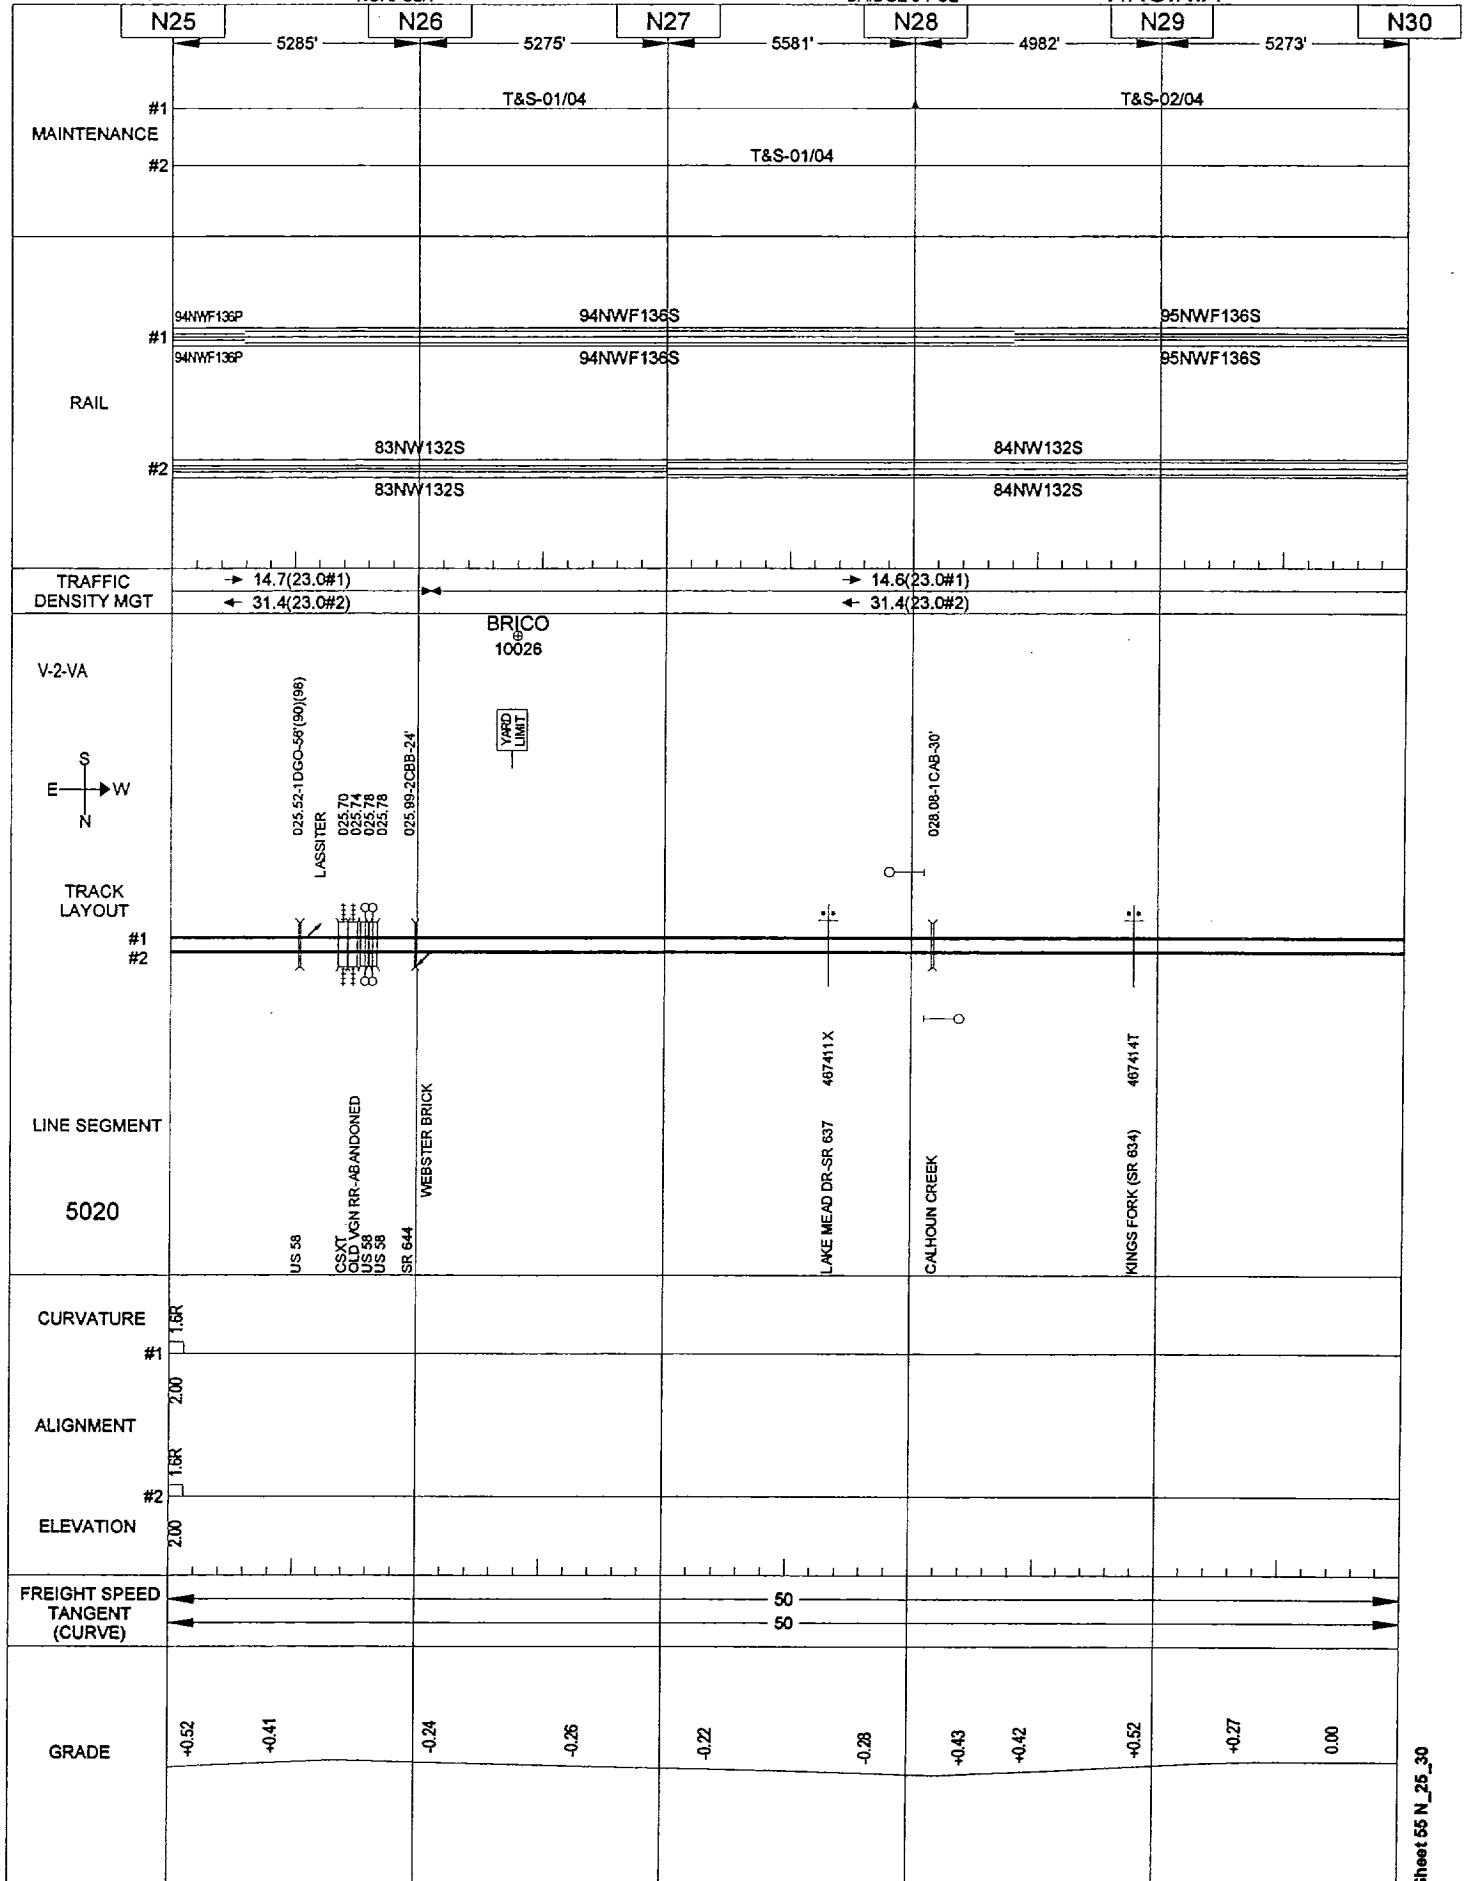 N25 N26 N27 N28 N29 N30
5285' 5275' 5581' 4982' 5273'
#1 T&S-01/04 T&S-02/04
MAINTENANCE
#2 T&S-01/04
94NWF136P 94NWF136S 95NWF136S
#1
94NWF136P 94NWF136S 95NWF136S
RAIL
83NW132S 84NW132S
#2
83NW132S 84NW132S
TRAFFIC
DENSITY MGT
14.7(23.0#1) 14.6(23.0#1)
31.4(23.0#2) 31.4(23.0#2)
BRICO
10026
V-2-VA
YARD
LIMIT
S
E W
N
025.52-1DGO-56'(90)(98)
LASSITER
025.70
025.74
025.78
025.78
025.99-2CBB-24'
028.08-1CAB-30'
TRACK
LAYOUT
#1
#2
LINE SEGMENT
5020
US 58
CSXT
OLD VGN RR-ABANDONED
US 58
US 58
SR 644
WEBSTER BRICK
LAKE MEAD DR-SR 637 467411X
CALHOUN CREEK
KINGS FORK (SR 634) 467414T
CURVATURE
1.6R
#1
2.00
ALIGNMENT
1.6R
#2
ELEVATION
2.00
FREIGHT SPEED
TANGENT
(CURVE)
50
50
GRADE
+0.52 +0.41 -0.24 -0.26 -0.22 -0.28 +0.43 +0.42 +0.52 +0.27 0.00
Sheet 55 N_25_30